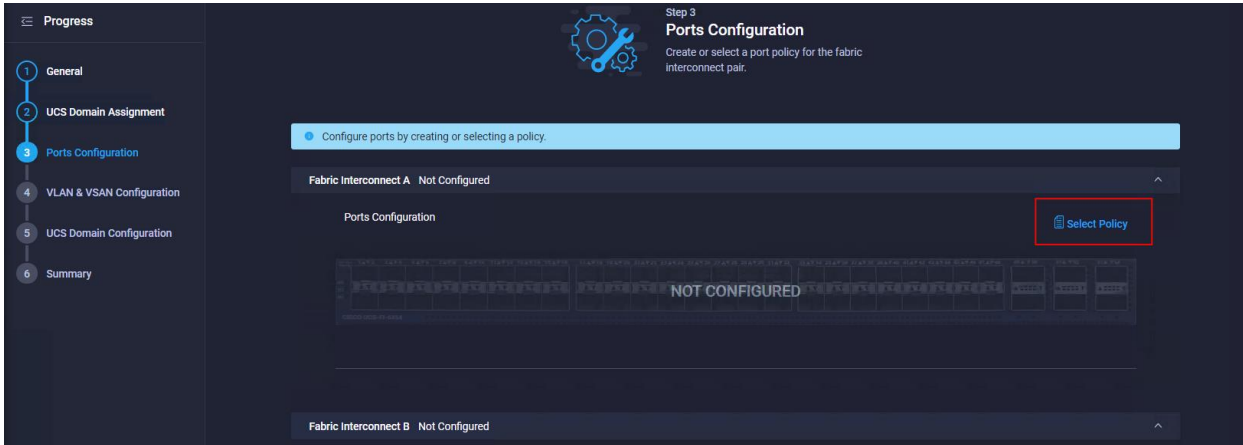 Progress
1 General
2 UCS Domain Assignment
3 Ports Configuration
4 VLAN & VSAN Configuration
5 UCS Domain Configuration
6 Summary
Step 3
Ports Configuration
Create or select a port policy for the fabric
interconnect pair.
Configure ports by creating or selecting a policy.
Fabric Interconnect A Not Configured
Ports Configuration
Select Policy
NOT CONFIGURED
Fabric Interconnect B Not Configured